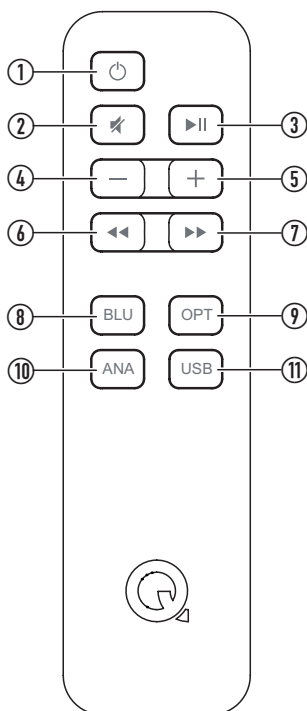 ①
② ③
④ ⑤
⑥ ⑦
⑧ BLU OPT ⑨
⑩ ANA USB ⑪